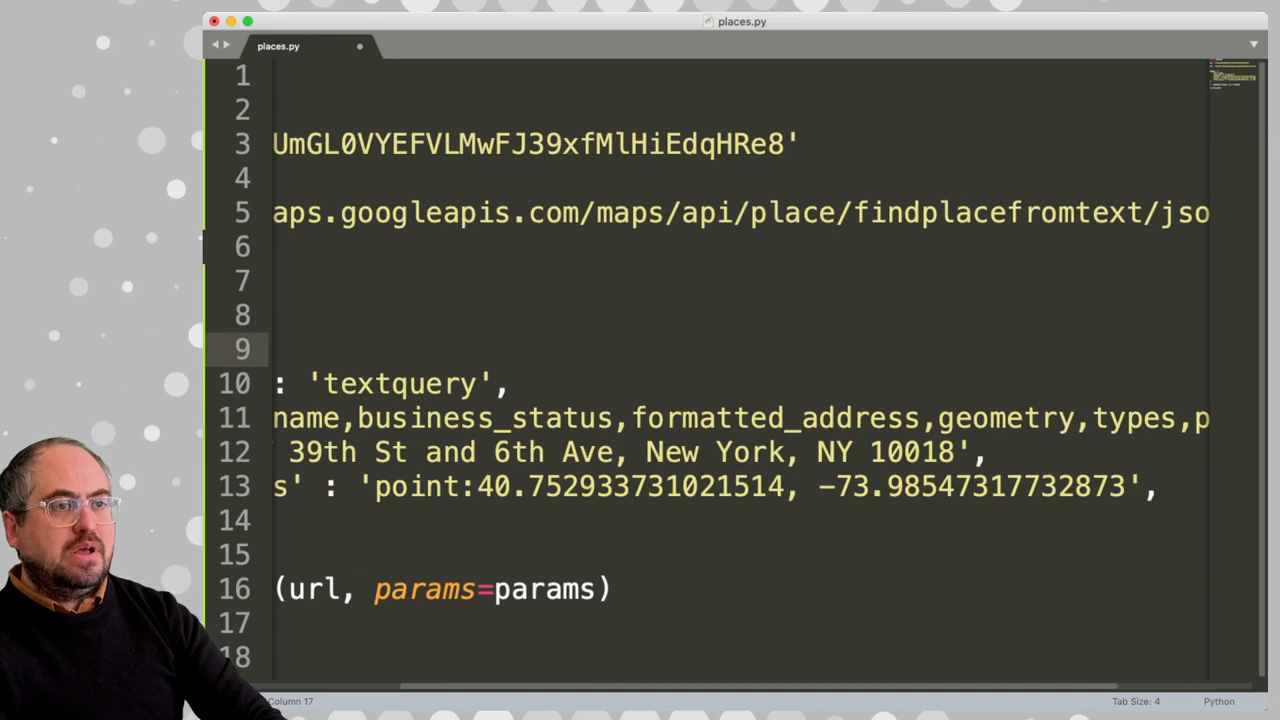 places.py
places.py
1
2
3 UmGL0VYEFVLMwFJ39xfMlHiEdqHRe8'
4
5 aps.googleapis.com/maps/api/place/findplacefromtext/jso
6
7
8
9
10 : 'textquery',
11 name,business_status,formatted_address,geometry,types,p
12 ' 39th St and 6th Ave, New York, NY 10018',
13 s' : 'point:40.752933731021514, -73.98547317732873',
14
15
16 (url, params=params)
17
18
Column 17
Tab Size: 4
Python